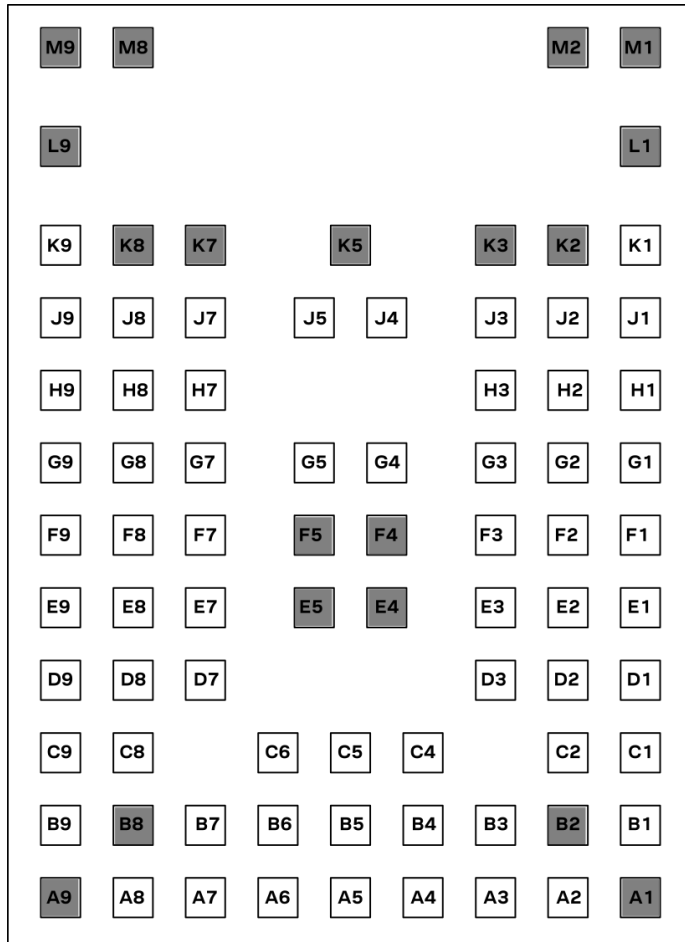 M9 M8 M2 M1
L9 L1
K9 K8 K7 K5 K3 K2 K1
J9 J8 J7 J5 J4 J3 J2 J1
H9 H8 H7 H3 H2 H1
G9 G8 G7 G5 G4 G3 G2 G1
F9 F8 F7 F5 F4 F3 F2 F1
E9 E8 E7 E5 E4 E3 E2 E1
D9 D8 D7 D3 D2 D1
C9 C8 C6 C5 C4 C2 C1
B9 B8 B7 B6 B5 B4 B3 B2 B1
A9 A8 A7 A6 A5 A4 A3 A2 A1